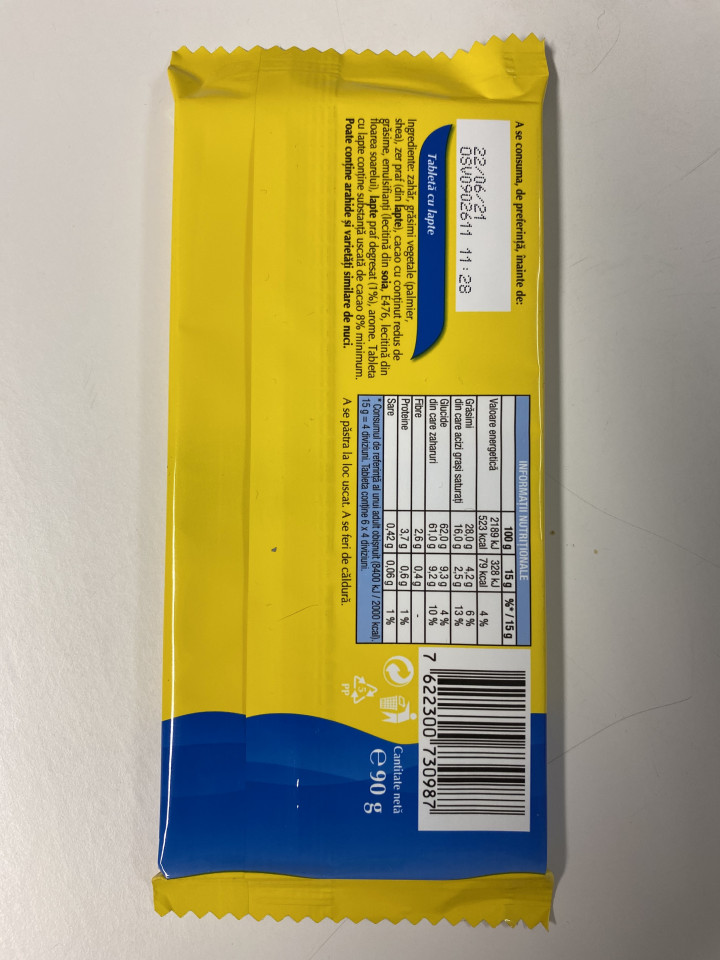 A se consuma, de preferință, înainte de:
22/06/21
OSV0902611 11:28
Tabletă cu lapte
Ingrediente: zahăr, grăsimi vegetale (palmier,
shea), zer praf (din lapte), cacao cu conținut redus de
grăsime, emulsifianți (lecitină din soia, E476, lecitină din
floarea soarelui), lapte praf degresat (1%), arome. Tableta
cu lapte conține substanță uscată de cacao 8% minimum.
Poate conține arahide și varietăți similare de nuci.
INFORMAȚII NUTRIȚIONALE
100 g 15 g %*/15 g
Valoare energetică 2189 kJ 328 kJ
523 kcal 79 kcal 4 %
Grăsimi 28,0 g 4,2 g 6 %
din care acizi grași saturați 16,0 g 2,5 g 13 %
Glucide 62,0 g 9,3 g 4 %
din care zaharuri 61,0 g 9,2 g 10 %
Fibre 2,6 g 0,4 g -
Proteine 3,7 g 0,6 g 1 %
Sare 0,42 g 0,06 g 1 %
* Consumul de referință al unui adult obișnuit (8400 kJ / 2000 kcal).
15 g = 4 diviziuni. Tableta conține 6 x 4 diviziuni.
A se păstra la loc uscat. A se feri de căldură.
7 622300 730987
5
PP
Cantitate netă
℮ 90 g